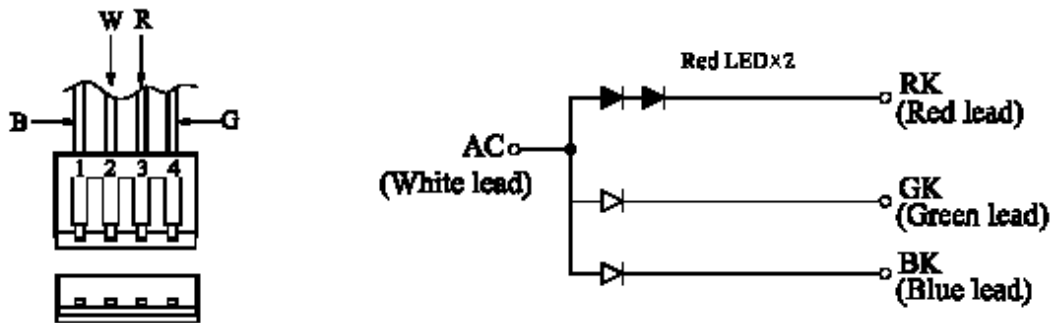 W R
B G
1 2 3 4
Red LED×2
RK
(Red lead)
AC
(White lead)
GK
(Green lead)
BK
(Blue lead)